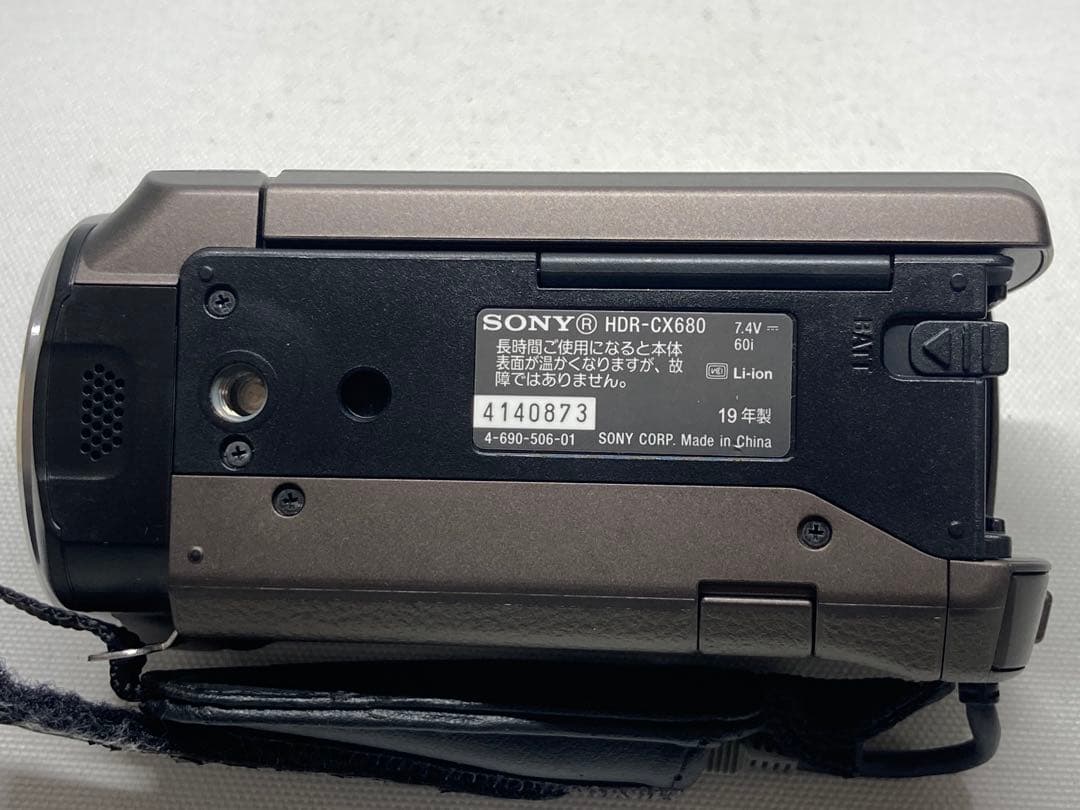 SONY® HDR-CX680
7.4V ⎓
60i
長時間ご使用になると本体
表面が温かくなりますが、故
障ではありません。
Li-ion
4140873
19年製
4-690-506-01 SONY CORP. Made in China
BATT